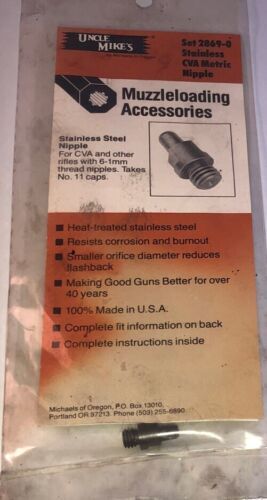 UNCLE
MIKE'S
Set 2869-0
Stainless
CVA Metric
Nipple
Muzzleloading
Accessories
Stainless Steel
Nipple
For CVA and other
rifles with 6-1mm
thread nipples. Takes
No. 11 caps.
Heat-treated stainless steel
Resists corrosion and burnout
Smaller orifice diameter reduces
flashback
Making Good Guns Better for over
40 years
100% Made in U.S.A.
Complete fit information on back
Complete instructions inside
Michaels of Oregon, P.O. Box 13010,
Portland OR 97213. Phone (503) 255-6890